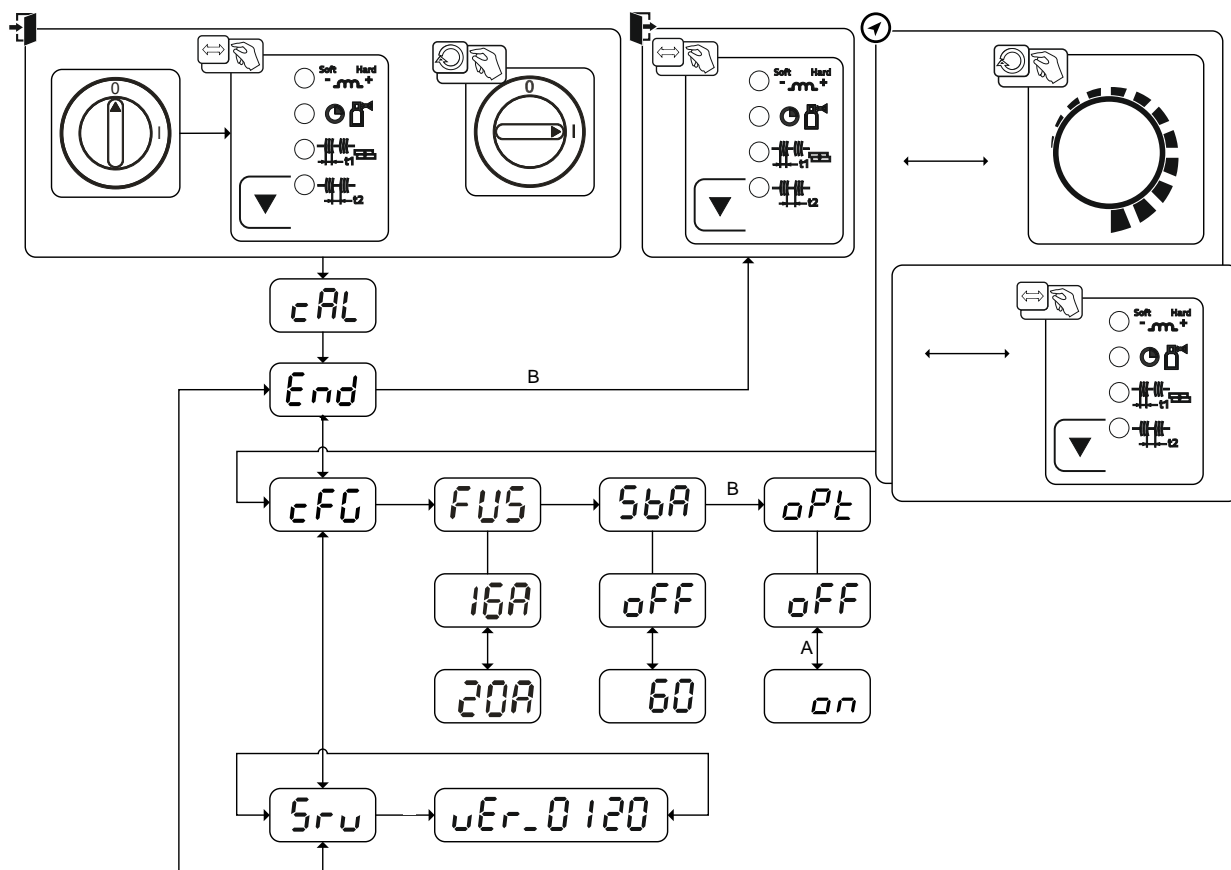 0
I
Soft Hard
- +
t1
t2
0
I
Soft Hard
- +
t1
t2
cAL
End
B
Soft Hard
- +
t1
t2
cFG
FUS
SbA
B
oPt
16A
oFF
oFF
A
20A
60
on
Sru
vEr_0120